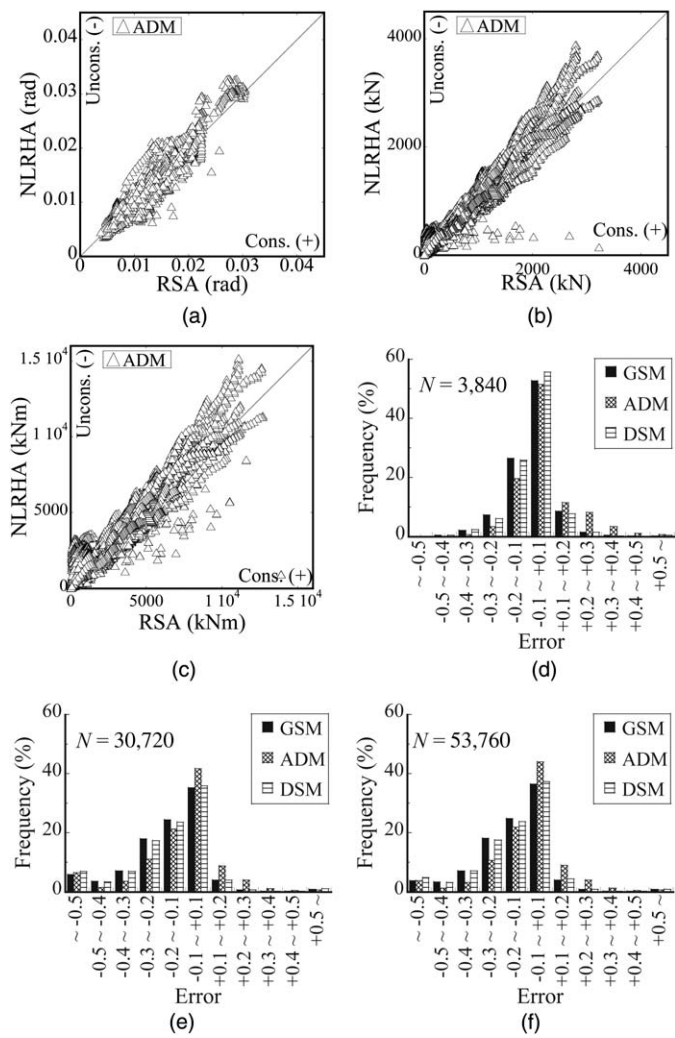 Uncons. (-)
△ ADM
NLRHA (rad)
0.04
0.03
0.02
0.01
0
0 0.01 0.02 0.03 0.04
Cons. (+)
RSA (rad)
(a)
Uncons. (-)
△ ADM
NLRHA (kN)
4000
2000
0
0 2000 4000
Cons. (+)
RSA (kN)
(b)
Uncons. (-)
△ ADM
NLRHA (kNm)
1.5 10⁴
1 10⁴
5000
0
0 5000 1 10⁴ 1.5 10⁴
Cons. (+)
RSA (kNm)
(c)
N = 3,840
GSM
ADM
DSM
Frequency (%)
60
40
20
0
~ -0.5
-0.5 ~ -0.4
-0.4 ~ -0.3
-0.3 ~ -0.2
-0.2 ~ -0.1
-0.1 ~ +0.1
+0.1 ~ +0.2
+0.2 ~ +0.3
+0.3 ~ +0.4
+0.4 ~ +0.5
+0.5 ~
Error
(d)
N = 30,720
GSM
ADM
DSM
Frequency (%)
60
40
20
0
~ -0.5
-0.5 ~ -0.4
-0.4 ~ -0.3
-0.3 ~ -0.2
-0.2 ~ -0.1
-0.1 ~ +0.1
+0.1 ~ +0.2
+0.2 ~ +0.3
+0.3 ~ +0.4
+0.4 ~ +0.5
+0.5 ~
Error
(e)
N = 53,760
GSM
ADM
DSM
Frequency (%)
60
40
20
0
~ -0.5
-0.5 ~ -0.4
-0.4 ~ -0.3
-0.3 ~ -0.2
-0.2 ~ -0.1
-0.1 ~ +0.1
+0.1 ~ +0.2
+0.2 ~ +0.3
+0.3 ~ +0.4
+0.4 ~ +0.5
+0.5 ~
Error
(f)